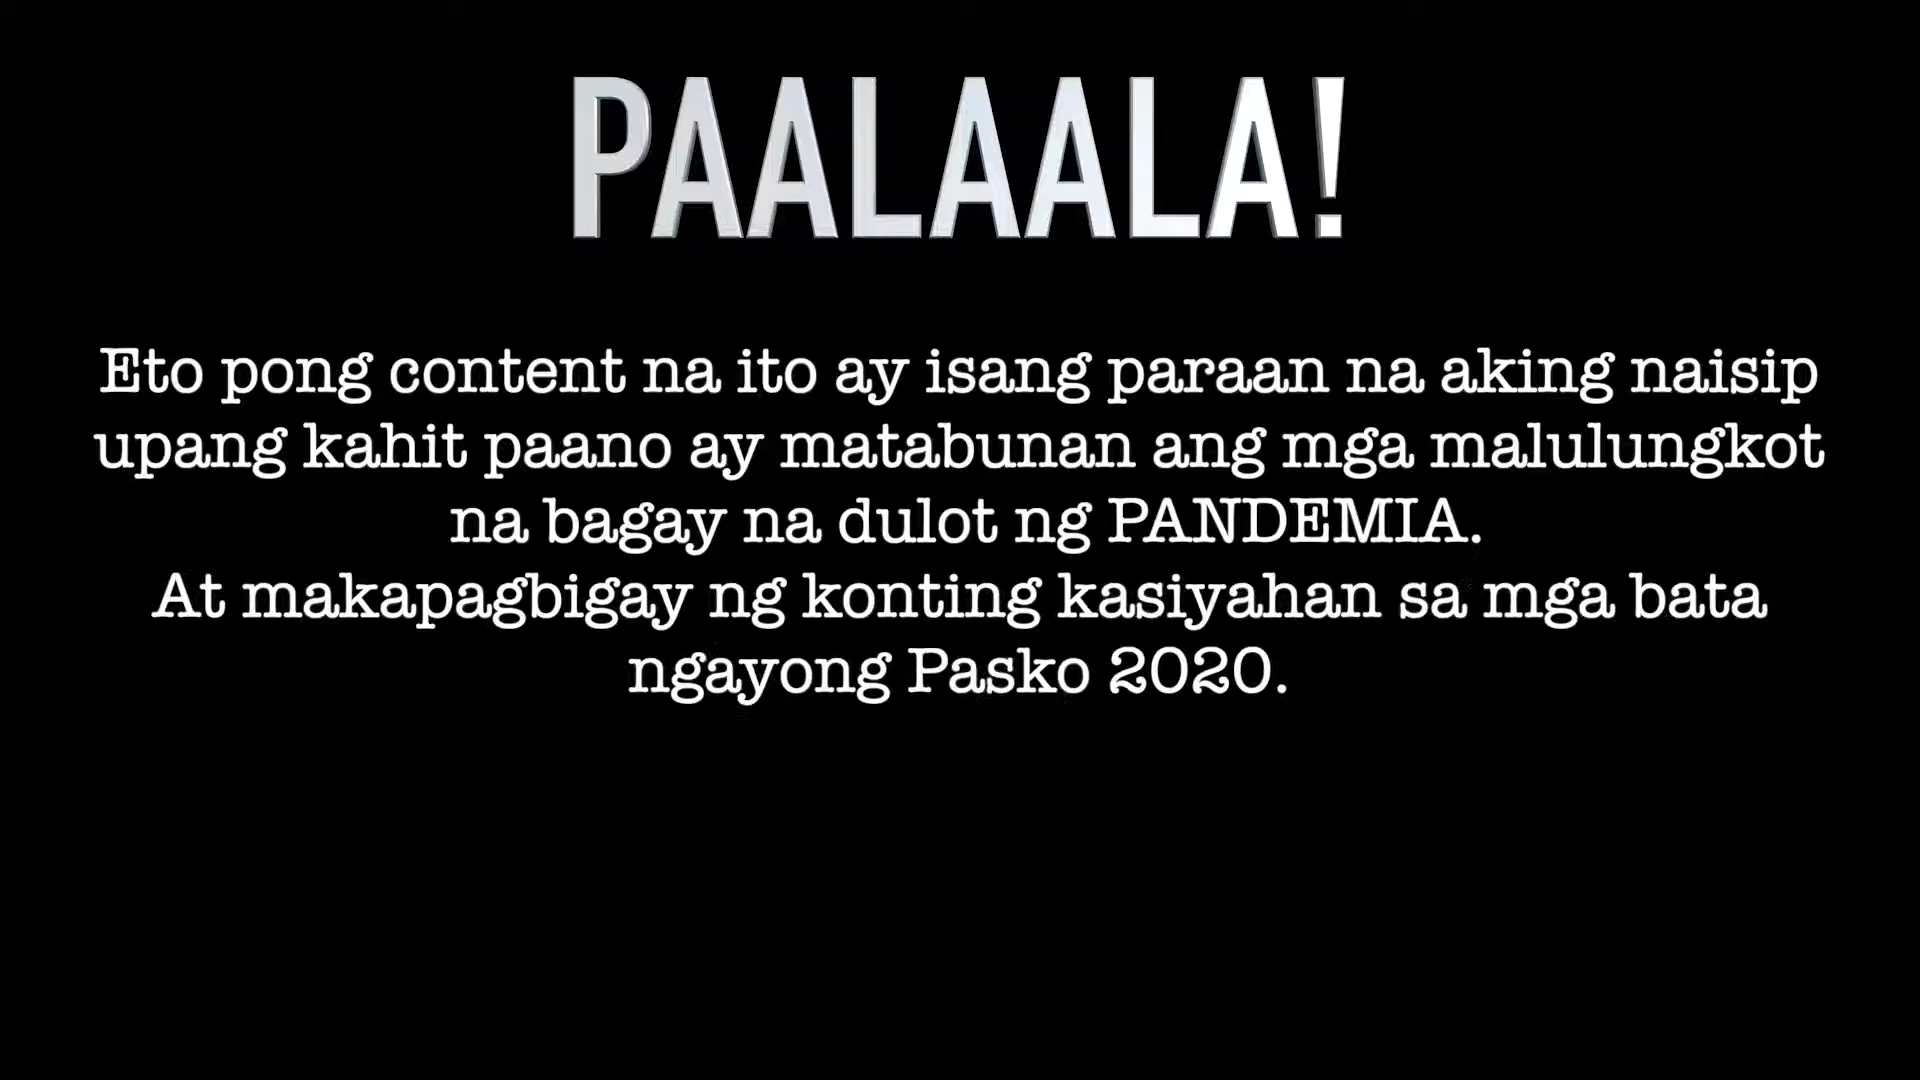 PAALAALA!
Eto pong content na ito ay isang paraan na aking naisip
upang kahit paano ay matabunan ang mga malulungkot
na bagay na dulot ng PANDEMIA.
At makapagbigay ng konting kasiyahan sa mga bata
ngayong Pasko 2020.